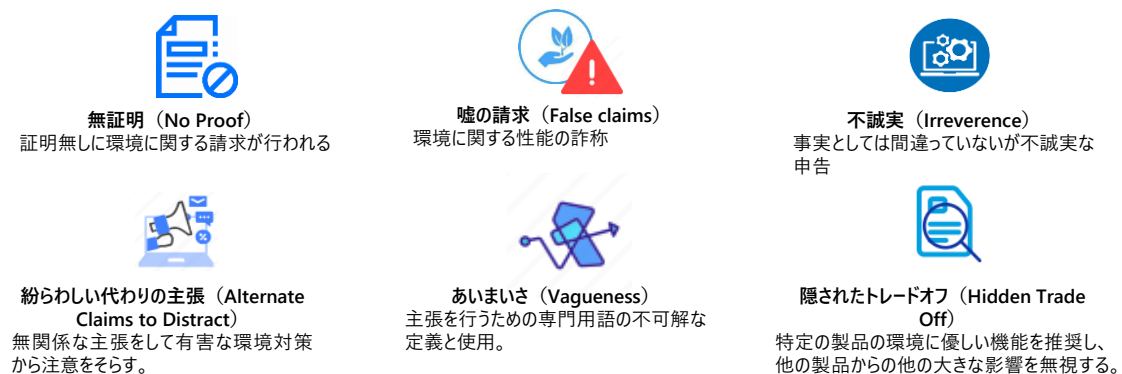 無証明（No Proof）
証明無しに環境に関する請求が行われる
嘘の請求（False claims）
環境に関する性能の詐称
不誠実（Irreverence）
事実としては間違っていないが不誠実な
申告
紛らわしい代わりの主張（Alternate
Claims to Distract）
無関係な主張をして有害な環境対策
から注意をそらす。
あいまいさ（Vagueness）
主張を行うための専門用語の不可解な
定義と使用。
隠されたトレードオフ（Hidden Trade
Off）
特定の製品の環境に優しい機能を推奨し、
他の製品からの他の大きな影響を無視する。